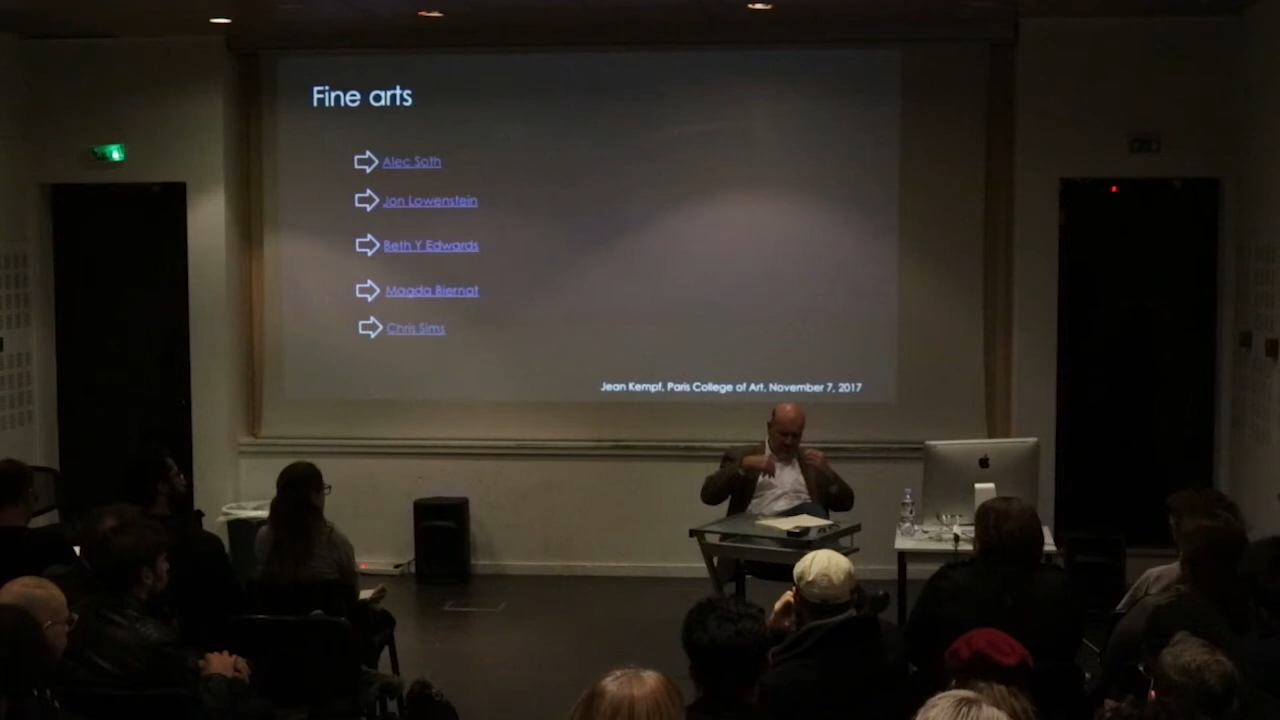 Fine arts
Alec Soth
Jon Lowenstein
Beth Y Edwards
Magda Biernat
Chris Sims
Jean Kempf, Paris College of Art, November 7, 2017